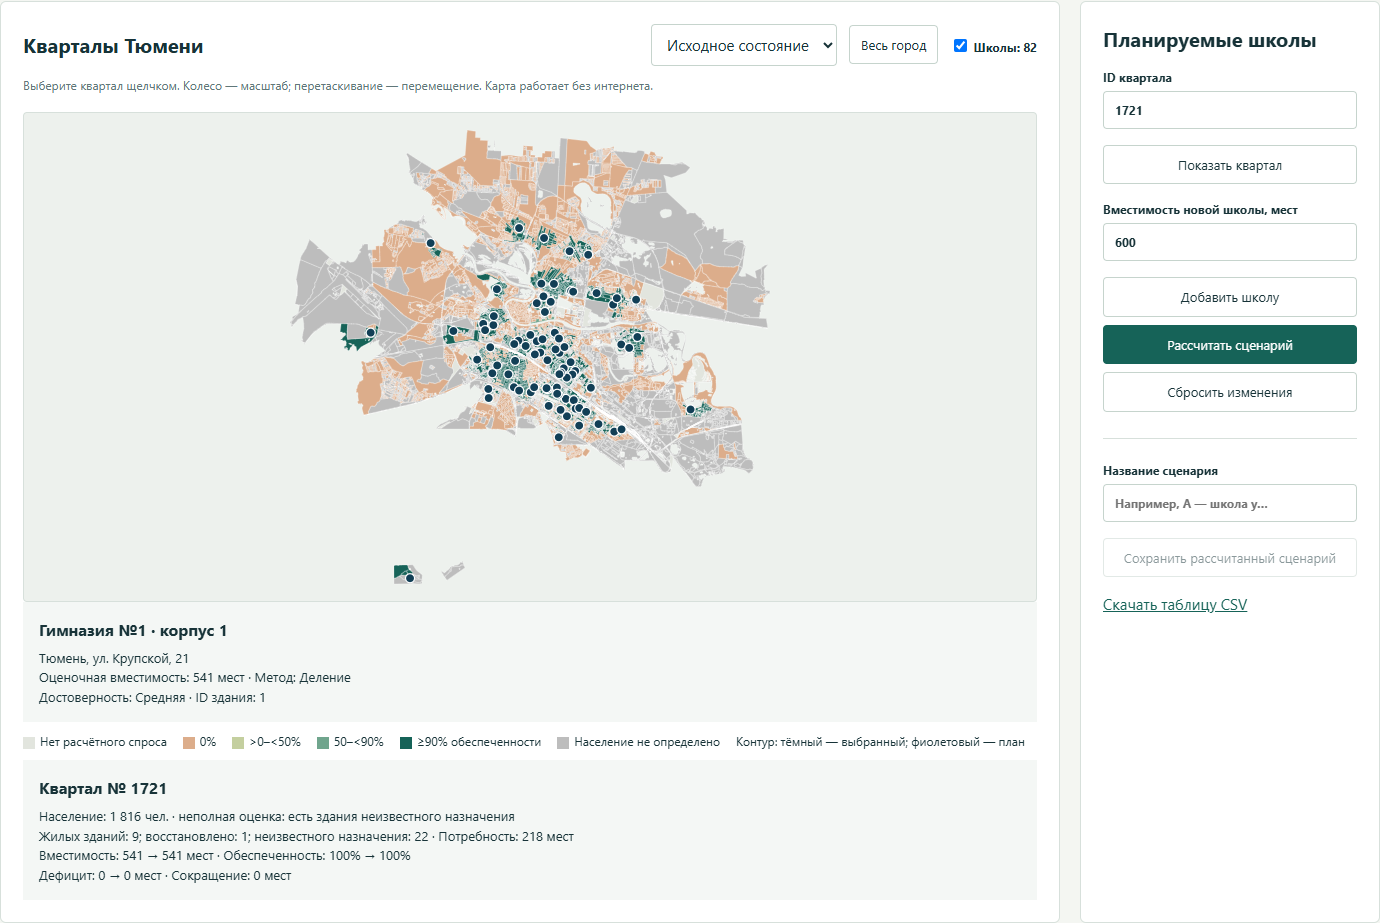 Кварталы Тюмени
Исходное состояние
Весь город
Школы: 82
Выберите квартал щелчком. Колесо — масштаб; перетаскивание — перемещение. Карта работает без интернета.
Гимназия №1 · корпус 1
Тюмень, ул. Крупской, 21
Оценочная вместимость: 541 мест · Метод: Деление
Достоверность: Средняя · ID здания: 1
Нет расчётного спроса
0%
>0–<50%
50–<90%
≥90% обеспеченности
Население не определено
Контур: тёмный — выбранный; фиолетовый — план
Квартал № 1721
Население: 1 816 чел. · неполная оценка: есть здания неизвестного назначения
Жилых зданий: 9; восстановлено: 1; неизвестного назначения: 22 · Потребность: 218 мест
Вместимость: 541 → 541 мест · Обеспеченность: 100% → 100%
Дефицит: 0 → 0 мест · Сокращение: 0 мест
Планируемые школы
ID квартала
1721
Показать квартал
Вместимость новой школы, мест
600
Добавить школу
Рассчитать сценарий
Сбросить изменения
Название сценария
Например, А — школа у...
Сохранить рассчитанный сценарий
Скачать таблицу CSV